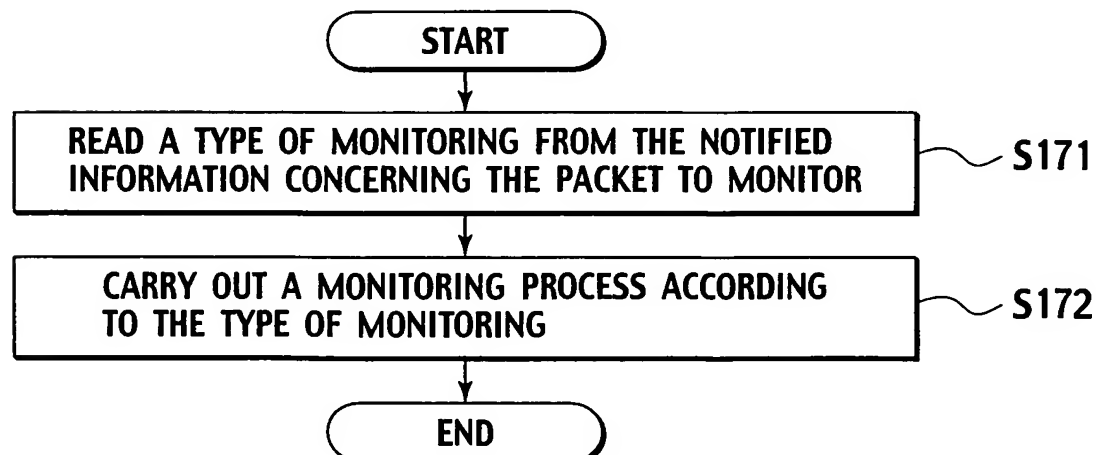 START
READ A TYPE OF MONITORING FROM THE NOTIFIED
INFORMATION CONCERNING THE PACKET TO MONITOR
S171
CARRY OUT A MONITORING PROCESS ACCORDING
TO THE TYPE OF MONITORING
S172
END